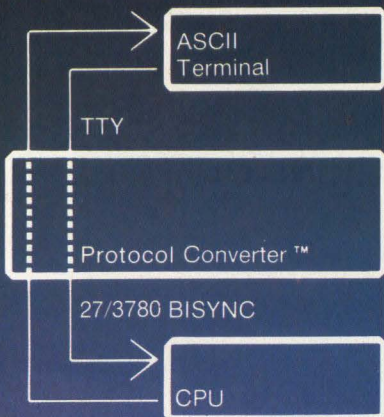 ASCII
Terminal
TTY
Protocol Converter ™
27/3780 BISYNC
CPU